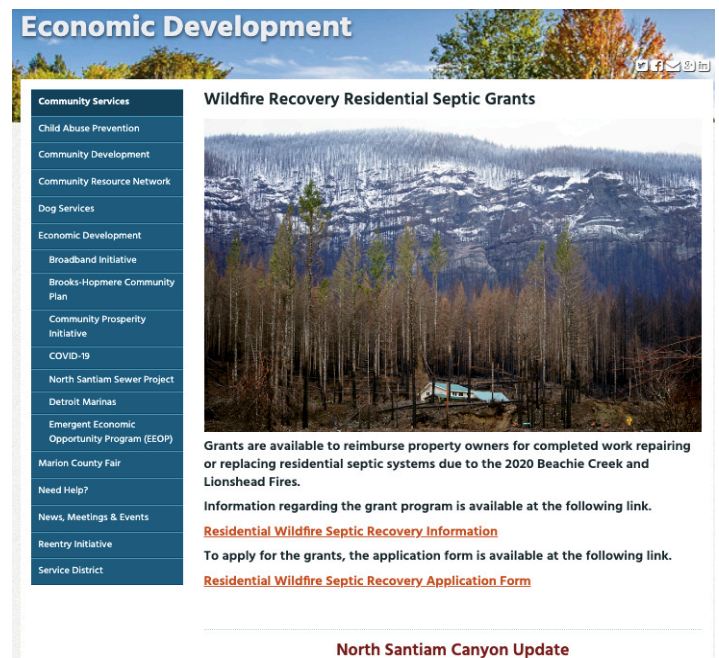 Economic Development
Community Services
Child Abuse Prevention
Community Development
Community Resource Network
Dog Services
Economic Development
Broadband Initiative
Brooks-Hopmere Community
Plan
Community Prosperity
Initiative
COVID-19
North Santiam Sewer Project
Detroit Marinas
Emergent Economic
Opportunity Program (EEOP)
Marion County Fair
Need Help?
News, Meetings & Events
Reentry Initiative
Service District
Wildfire Recovery Residential Septic Grants
Grants are available to reimburse property owners for completed work repairing
or replacing residential septic systems due to the 2020 Beachie Creek and
Lionshead Fires.
Information regarding the grant program is available at the following link.
Residential Wildfire Septic Recovery Information
To apply for the grants, the application form is available at the following link.
Residential Wildfire Septic Recovery Application Form
North Santiam Canyon Update